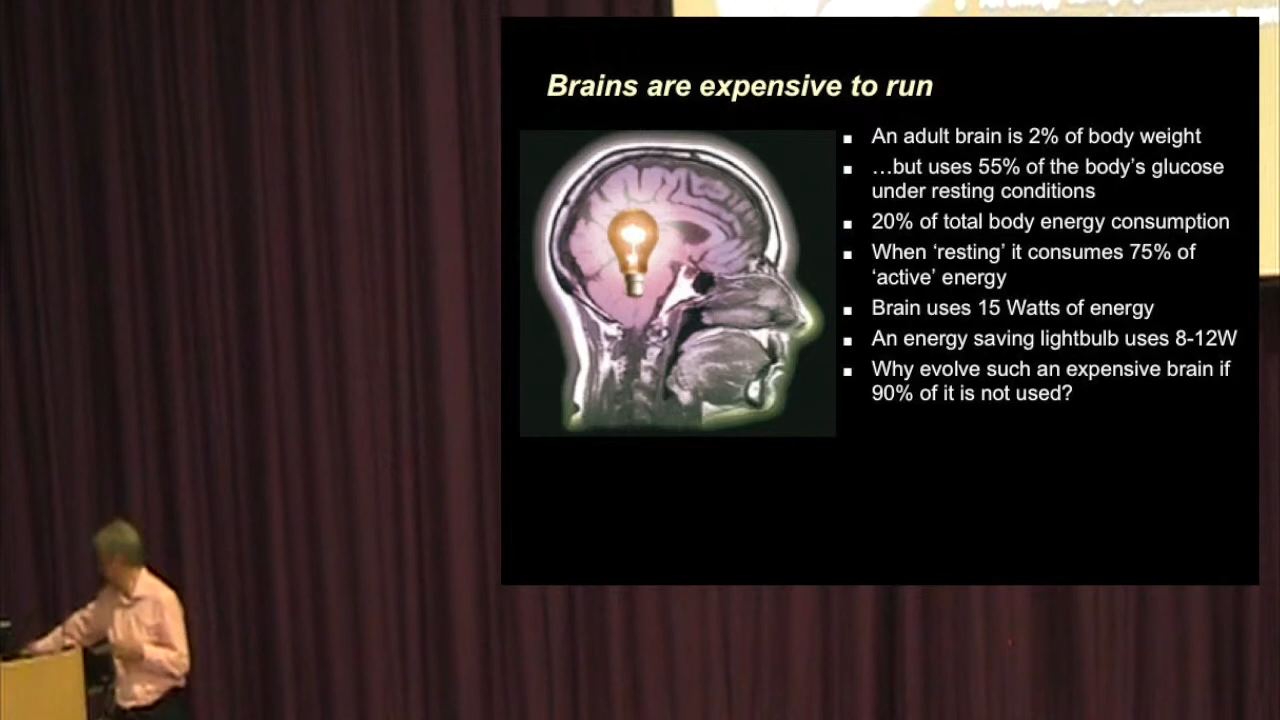 Brains are expensive to run
▪ An adult brain is 2% of body weight
▪ …but uses 55% of the body’s glucose
under resting conditions
▪ 20% of total body energy consumption
▪ When ‘resting’ it consumes 75% of
‘active’ energy
▪ Brain uses 15 Watts of energy
▪ An energy saving lightbulb uses 8-12W
▪ Why evolve such an expensive brain if
90% of it is not used?